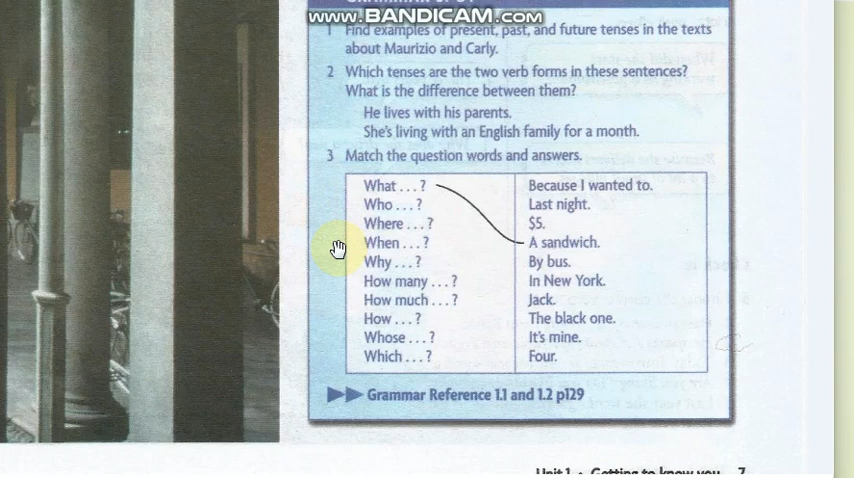 GRAMMAR SPOT
www.BANDICAM.com
1 Find examples of present, past, and future tenses in the texts
about Maurizio and Carly.
2 Which tenses are the two verb forms in these sentences?
What is the difference between them?
He lives with his parents.
She's living with an English family for a month.
3 Match the question words and answers.
What . . . ? Because I wanted to.
Who . . . ? Last night.
Where . . . ? $5.
When . . . ? A sandwich.
Why . . . ? By bus.
How many . . . ? In New York.
How much . . . ? Jack.
How . . . ? The black one.
Whose . . . ? It's mine.
Which . . . ? Four.
Grammar Reference 1.1 and 1.2 p129
Unit 1 • Getting to know you 7